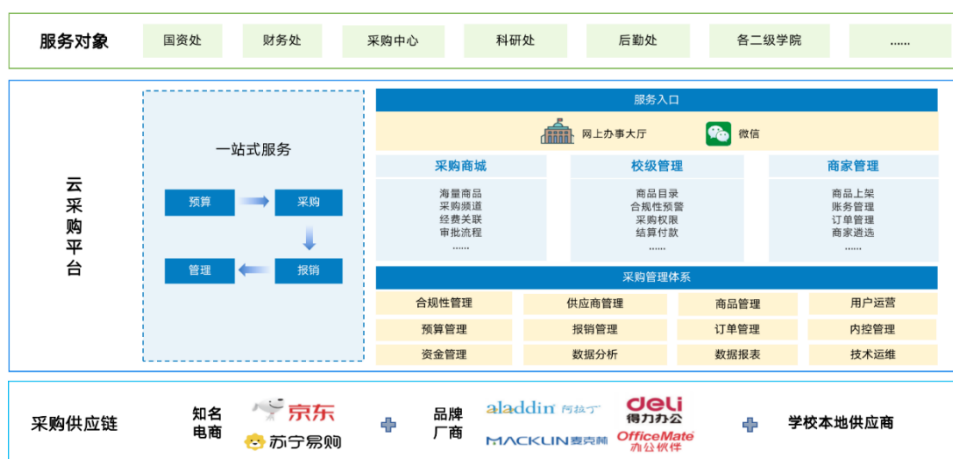 服务对象
国资处
财务处
采购中心
科研处
后勤处
各二级学院
......
云采购平台
一站式服务
预算
采购
管理
报销
服务入口
网上办事大厅
微信
采购商城
海量商品
采购频道
经费关联
审批流程
......
校级管理
商品目录
合规性预警
采购权限
结算付款
......
商家管理
商品上架
账务管理
订单管理
商家遴选
......
采购管理体系
合规性管理
供应商管理
商品管理
用户运营
预算管理
报销管理
订单管理
内控管理
资金管理
数据分析
数据报表
技术运维
采购供应链
知名
电商
京东
苏宁易购
品牌
厂商
aladdin 阿拉丁
MACKLIN麦克林
deli
得力办公
OfficeMate
办公伙伴
学校本地供应商